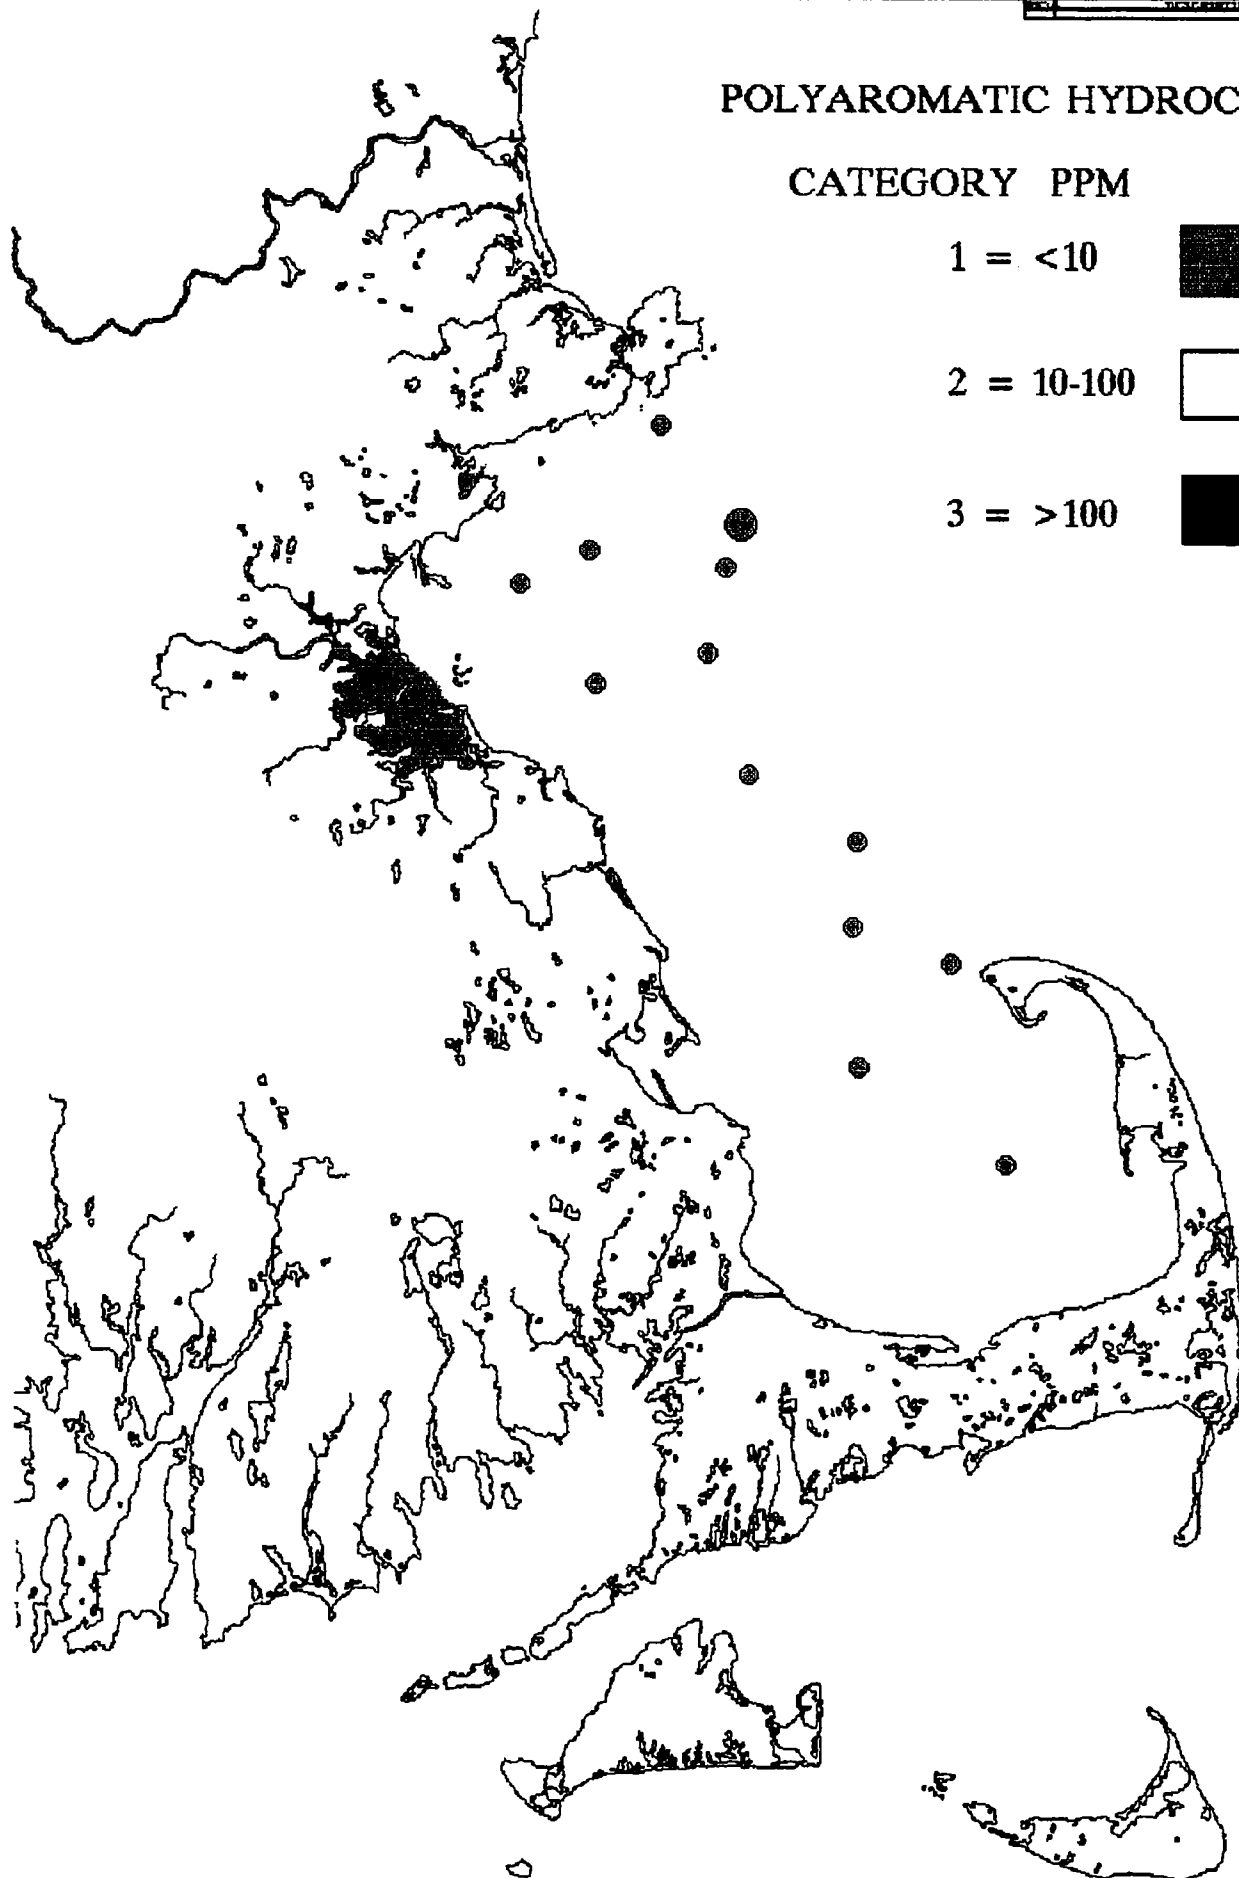 POLYAROMATIC HYDROC
CATEGORY PPM
1 = <10
2 = 10-100
3 = >100